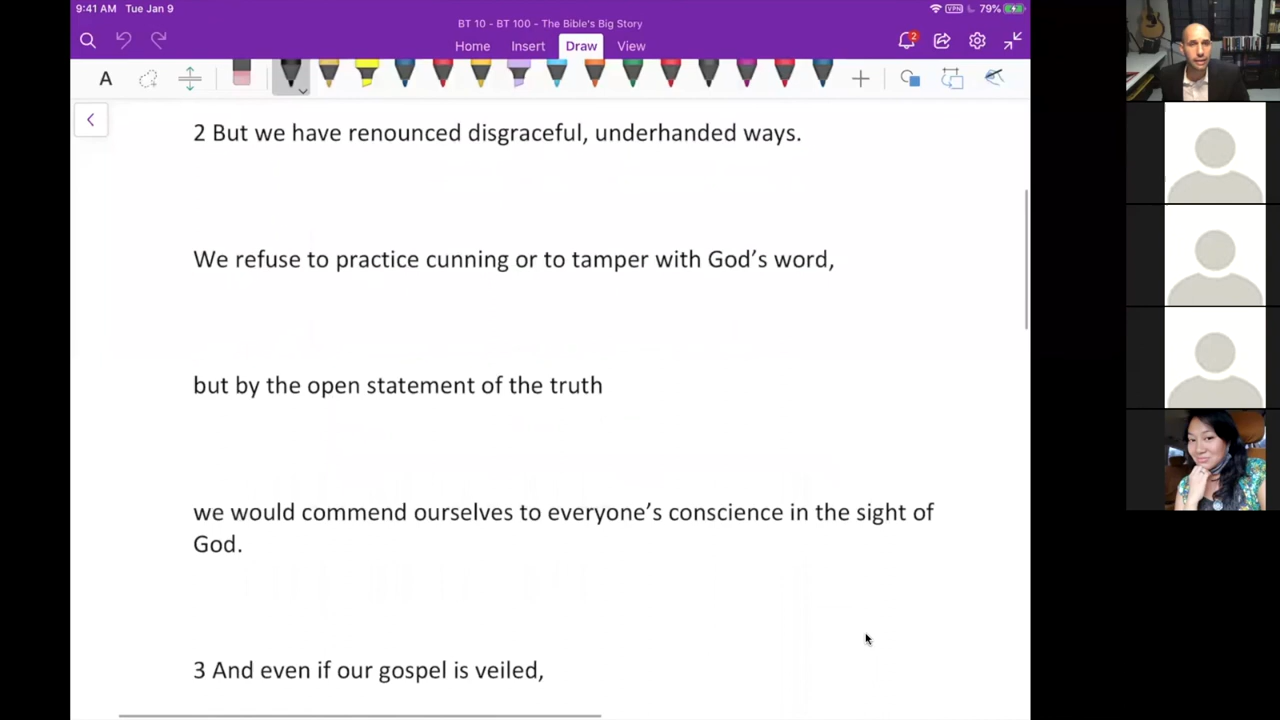 9:41 AM Tue Jan 9
VPN
79%
BT 10 - BT 100 - The Bible's Big Story
Home Insert Draw View
2
A
2 But we have renounced disgraceful, underhanded ways.
We refuse to practice cunning or to tamper with God’s word,
but by the open statement of the truth
we would commend ourselves to everyone’s conscience in the sight of
God.
3 And even if our gospel is veiled,